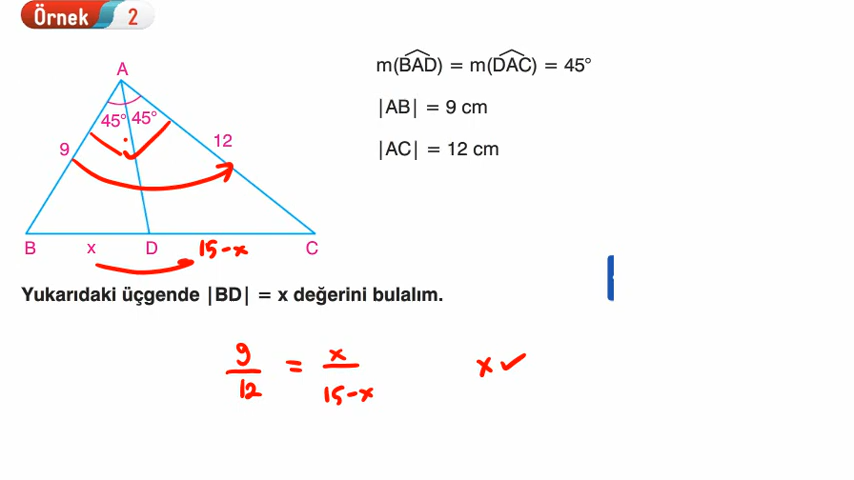 Örnek 2
m(BAD) = m(DAC) = 45°
|AB| = 9 cm
|AC| = 12 cm
A
45° 45°
9
12
B x D 15-x C
Yukarıdaki üçgende |BD| = x değerini bulalım.
9/12 = x/15-x x ✓